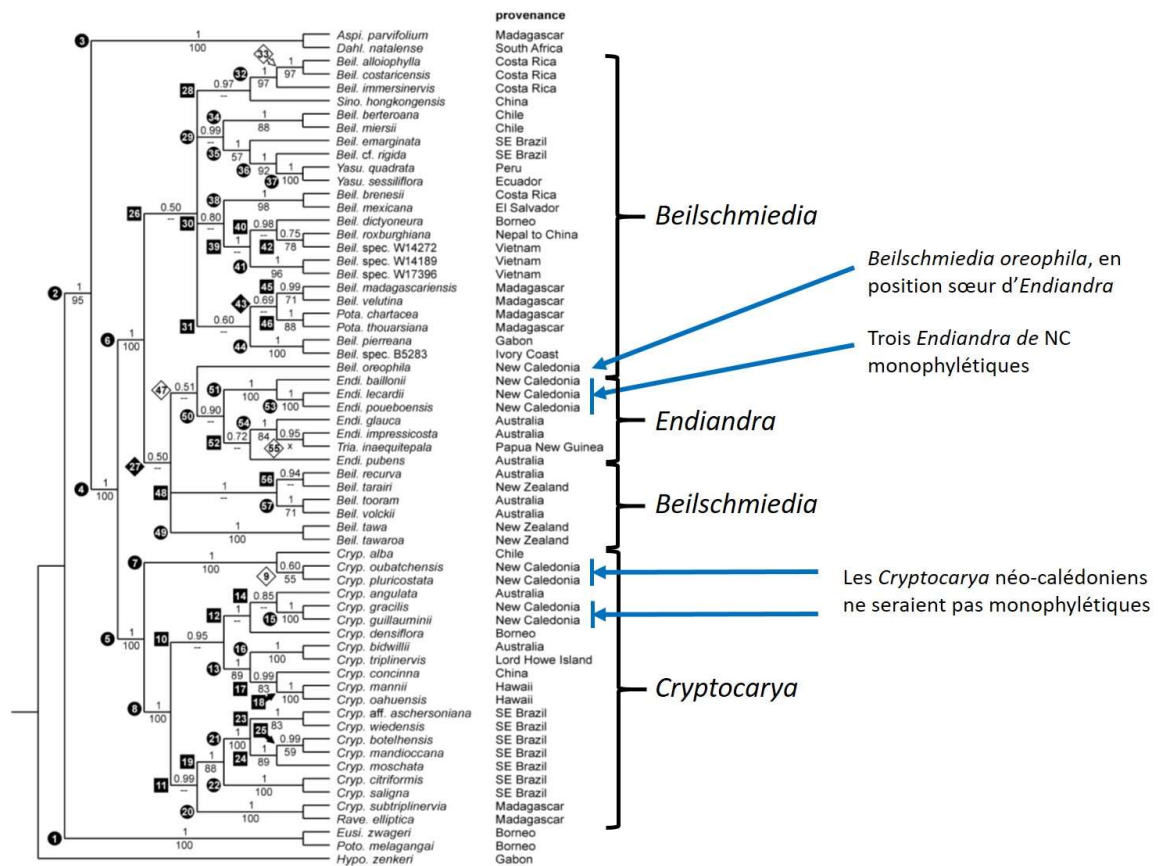 provenance
Aspi. parvifolium Madagascar
Dahl. natalense South Africa
Beil. alloiophylla Costa Rica
Beil. costaricensis Costa Rica
Beil. immersinervis Costa Rica
Sino. hongkongensis China
Beil. berteroana Chile
Beil. miersii Chile
Beil. emarginata SE Brazil
Beil. cf. rigida SE Brazil
Yasu. quadrata Peru
Yasu. sessiliflora Ecuador
Beil. brenesii Costa Rica
Beil. mexicana El Salvador
Beil. dictyoneura Borneo
Beil. roxburghiana Nepal to China
Beil. spec. W14272 Vietnam
Beil. spec. W14189 Vietnam
Beil. spec. W17396 Vietnam
Beil. madagascariensis Madagascar
Beil. velutina Madagascar
Pota. chartacea Madagascar
Pota. thouarsiana Madagascar
Beil. pierreana Gabon
Beil. spec. B5283 Ivory Coast
Beil. oreophila New Caledonia
Endi. baillonii New Caledonia
Endi. lecardii New Caledonia
Endi. poueboensis New Caledonia
Endi. glauca Australia
Endi. impressicosta Australia
Tria. inaequitepala Papua New Guinea
Endi. pubens Australia
Beil. recurva Australia
Beil. tarairi New Zealand
Beil. tooram Australia
Beil. volckii Australia
Beil. tawa New Zealand
Beil. tawaroa New Zealand
Cryp. alba Chile
Cryp. oubatchensis New Caledonia
Cryp. pluricostata New Caledonia
Cryp. angulata Australia
Cryp. gracilis New Caledonia
Cryp. guillauminii New Caledonia
Cryp. densiflora Borneo
Cryp. bidwillii Australia
Cryp. triplinervis Lord Howe Island
Cryp. concinna China
Cryp. mannii Hawaii
Cryp. oahuensis Hawaii
Cryp. aff. aschersoniana SE Brazil
Cryp. wiedensis SE Brazil
Cryp. botelhensis SE Brazil
Cryp. mandioccana SE Brazil
Cryp. moschata SE Brazil
Cryp. citriformis SE Brazil
Cryp. saligna SE Brazil
Cryp. subtriplinervia Madagascar
Rave. elliptica Madagascar
Eusi. zwageri Borneo
Poto. melagangai Borneo
Hypo. zenkeri Gabon
Beilschmiedia
Beilschmiedia oreophila, en
position sœur d'Endiandra
Trois Endiandra de NC
monophylétiques
Endiandra
Beilschmiedia
Les Cryptocarya néo-calédoniens
ne seraient pas monophylétiques
Cryptocarya